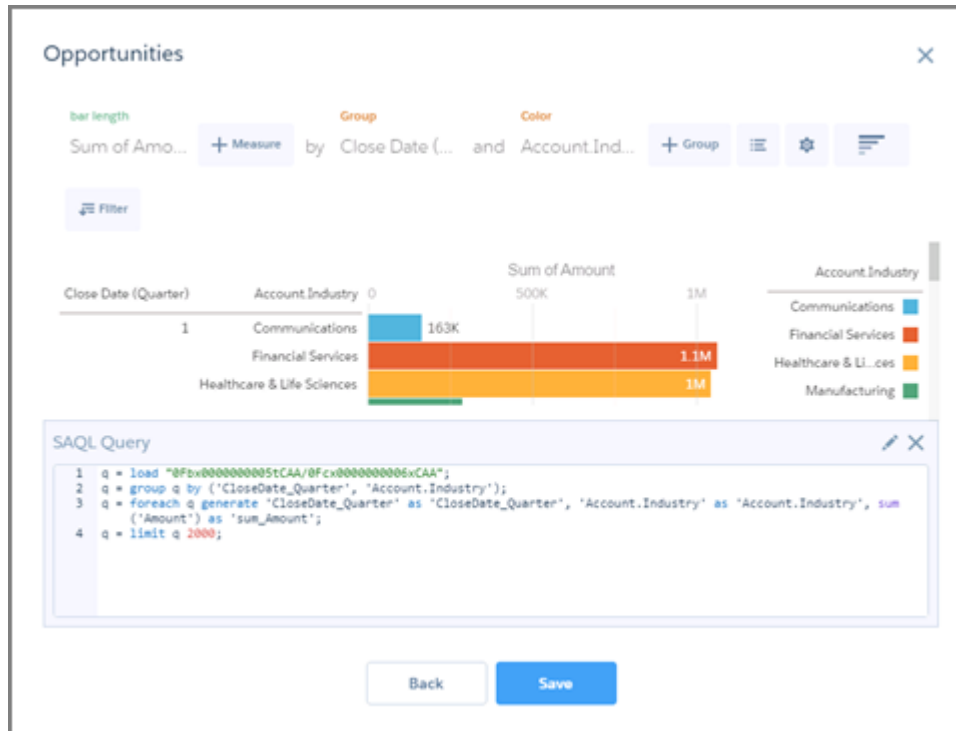 Opportunities
bar length Group Color
Sum of Amo... + Measure by Close Date (... and Account.Ind... + Group
Filter
Sum of Amount Account.Industry
Close Date (Quarter) Account.Industry 0 500K 1M
Communications
1 Communications 163K
Financial Services
Financial Services 1.1M
Healthcare & Li...ces
Healthcare & Life Sciences 1M
Manufacturing
SAQL Query
1 q = load "0Fbx0000000005tCAA/0Fcx0000000006xCAA";
2 q = group q by ('CloseDate_Quarter', 'Account.Industry');
3 q = foreach q generate 'CloseDate_Quarter' as 'CloseDate_Quarter', 'Account.Industry' as 'Account.Industry', sum
('Amount') as 'sum_Amount';
4 q = limit q 2000;
Back Save